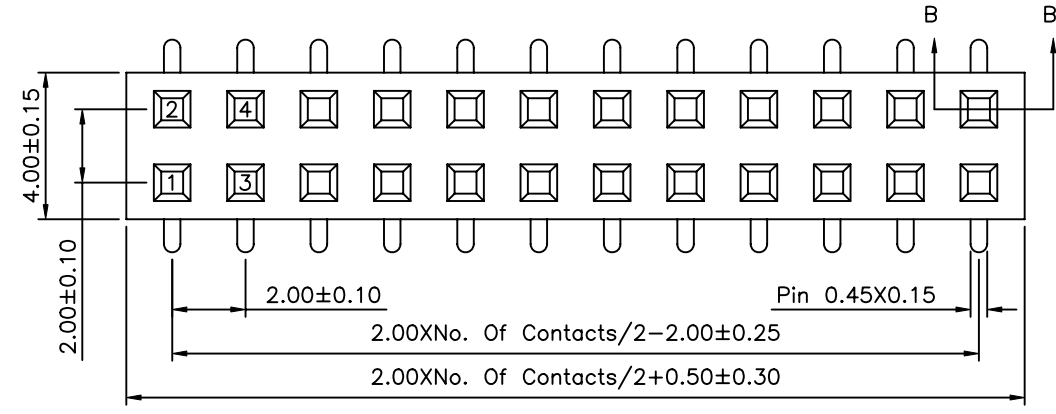 B B
4.00±0.15
2 4
1 3
2.00±0.10
2.00±0.10
Pin 0.45X0.15
2.00XNo. Of Contacts/2-2.00±0.25
2.00XNo. Of Contacts/2+0.50±0.30